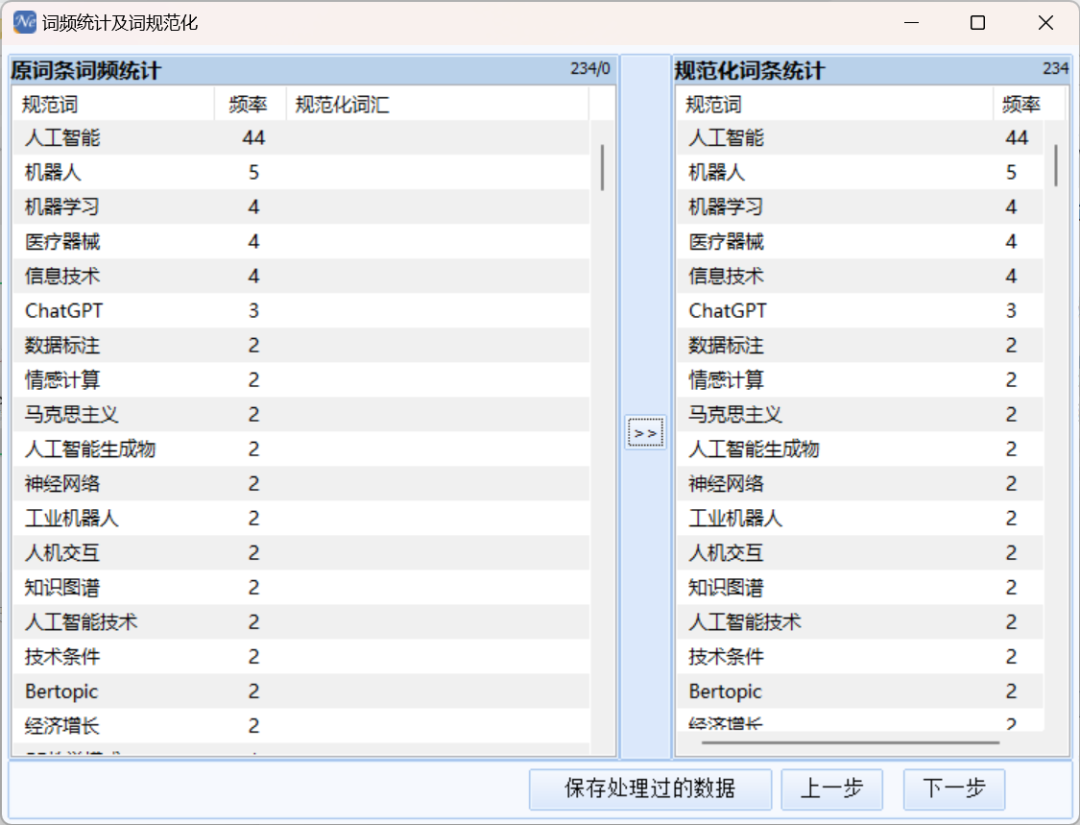 词频统计及词规范化
原词条词频统计 234/0
规范词 频率 规范化词汇
人工智能 44
机器人 5
机器学习 4
医疗器械 4
信息技术 4
ChatGPT 3
数据标注 2
情感计算 2
马克思主义 2
人工智能生成物 2
神经网络 2
工业机器人 2
人机交互 2
知识图谱 2
人工智能技术 2
技术条件 2
Bertopic 2
经济增长 2
>>
规范化词条统计 234
规范词 频率
人工智能 44
机器人 5
机器学习 4
医疗器械 4
信息技术 4
ChatGPT 3
数据标注 2
情感计算 2
马克思主义 2
人工智能生成物 2
神经网络 2
工业机器人 2
人机交互 2
知识图谱 2
人工智能技术 2
技术条件 2
Bertopic 2
经济增长 2
保存处理过的数据 上一步 下一步